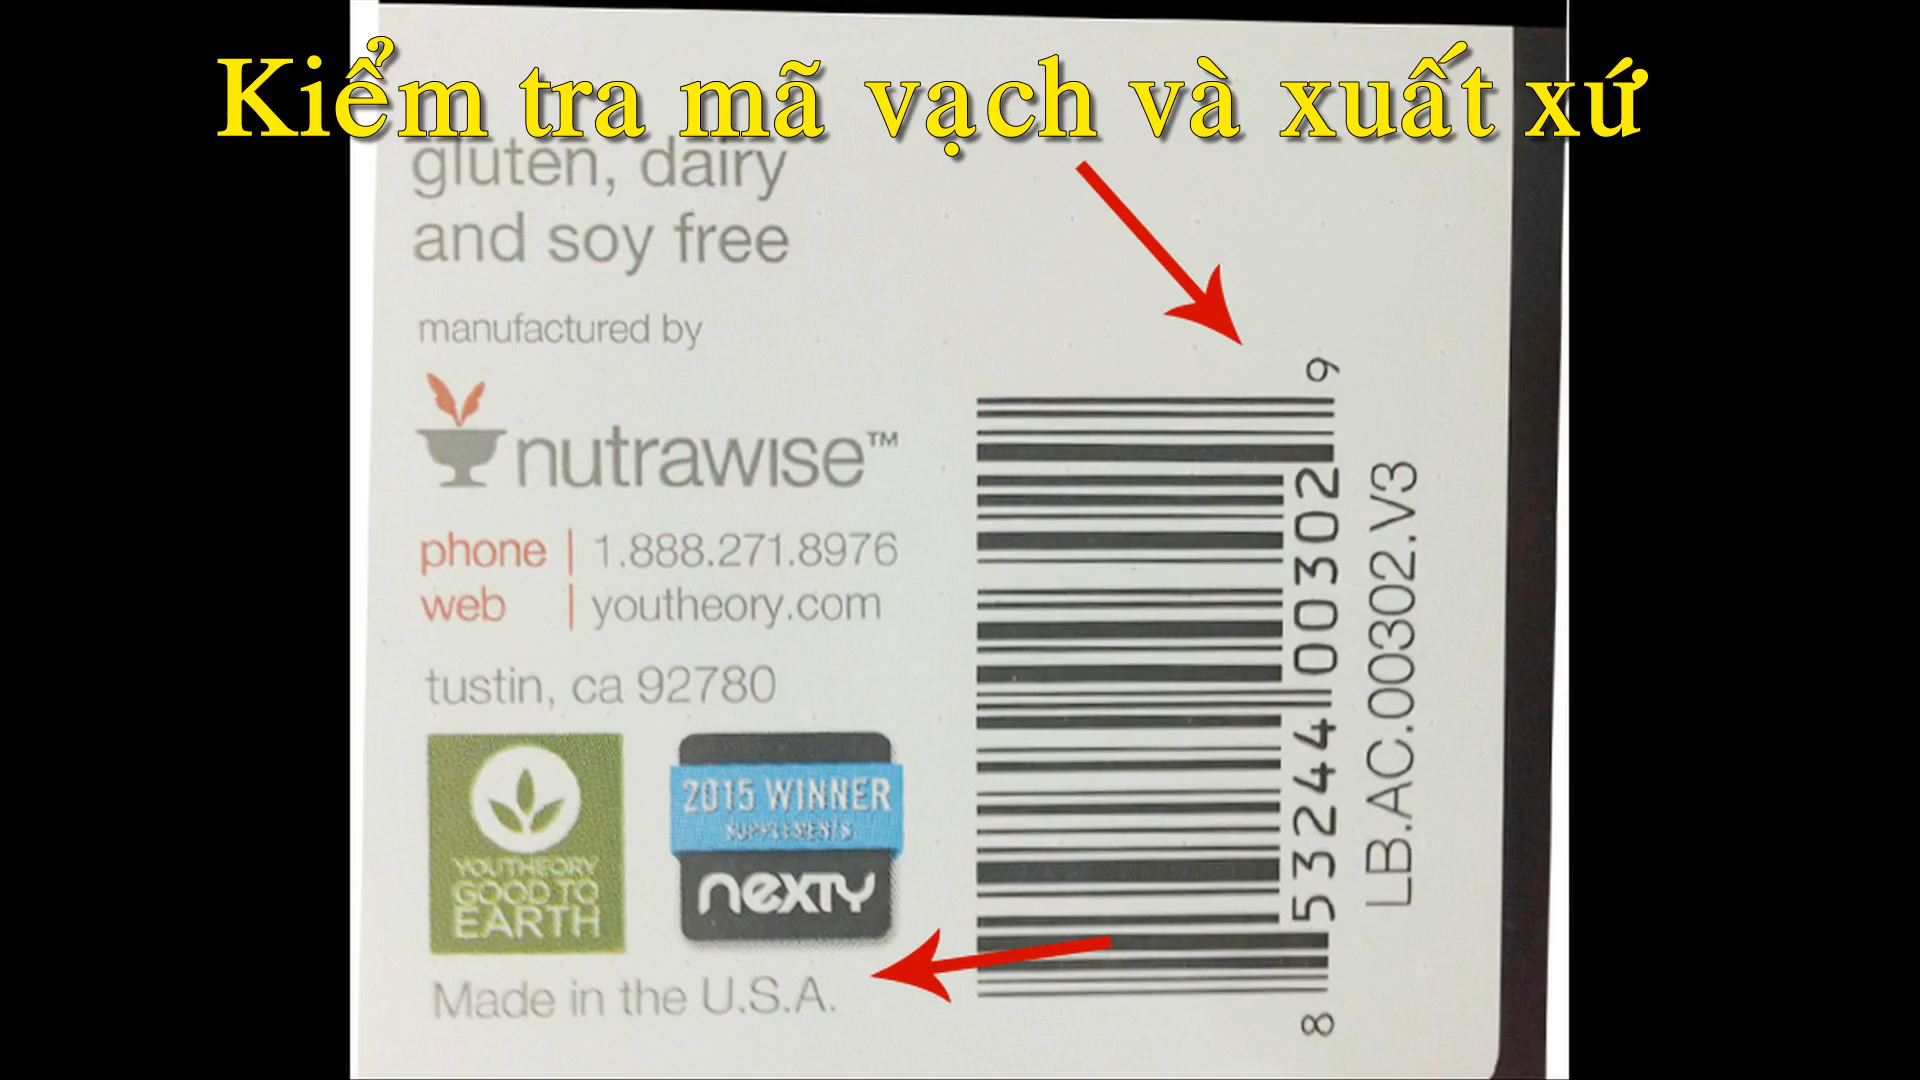 Kiểm tra mã vạch và xuất xứ
gluten, dairy
and soy free
manufactured by
nutrawise™
phone | 1.888.271.8976
web | youtheory.com
tustin, ca 92780
YOUTHEORY
GOOD TO
EARTH
2015 WINNER
SUPPLEMENTS
nexty
Made in the U.S.A.
8 53244 00302 9
LB.AC.00302.V3